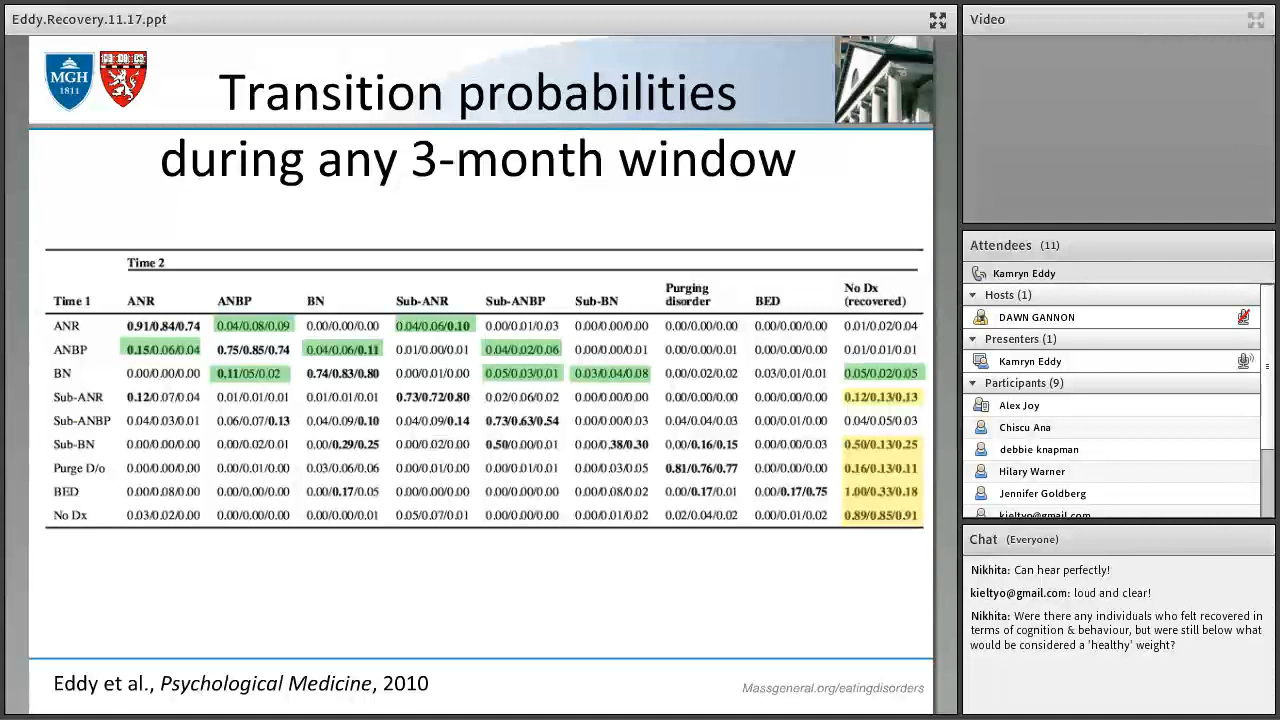 Eddy.Recovery.11.17.ppt
MGH
1811
Transition probabilities
during any 3-month window
Time 2
Time 1 ANR ANBP BN Sub-ANR Sub-ANBP Sub-BN Purging disorder BED No Dx (recovered)
ANR 0.91/0.84/0.74 0.04/0.08/0.09 0.00/0.00/0.00 0.04/0.06/0.10 0.00/0.01/0.03 0.00/0.00/0.00 0.00/0.00/0.00 0.00/0.00/0.00 0.01/0.02/0.04
ANBP 0.15/0.06/0.04 0.75/0.85/0.74 0.04/0.06/0.11 0.01/0.00/0.01 0.04/0.02/0.06 0.00/0.00/0.01 0.00/0.00/0.01 0.00/0.00/0.00 0.01/0.01/0.01
BN 0.00/0.00/0.00 0.11/05/0.02 0.74/0.83/0.80 0.00/0.01/0.00 0.05/0.03/0.01 0.03/0.04/0.08 0.00/0.02/0.02 0.03/0.01/0.01 0.05/0.02/0.05
Sub-ANR 0.12/0.07/0.04 0.01/0.01/0.01 0.01/0.01/0.01 0.73/0.72/0.80 0.02/0.06/0.02 0.00/0.00/0.00 0.00/0.00/0.00 0.00/0.00/0.00 0.12/0.13/0.13
Sub-ANBP 0.04/0.03/0.01 0.06/0.07/0.13 0.04/0.09/0.10 0.04/0.09/0.14 0.73/0.63/0.54 0.00/0.00/0.03 0.04/0.04/0.03 0.00/0.01/0.00 0.04/0.05/0.03
Sub-BN 0.00/0.00/0.00 0.00/0.02/0.01 0.00/0.29/0.25 0.00/0.02/0.00 0.50/0.00/0.01 0.00/.38/0.30 0.00/0.16/0.15 0.00/0.00/0.03 0.50/0.13/0.25
Purge D/o 0.00/0.00/0.00 0.00/0.01/0.00 0.03/0.06/0.06 0.00/0.01/0.00 0.00/0.01/0.01 0.00/0.03/0.05 0.81/0.76/0.77 0.00/0.00/0.00 0.16/0.13/0.11
BED 0.00/0.08/0.00 0.00/0.00/0.00 0.00/0.17/0.05 0.00/0.00/0.00 0.00/0.00/0.00 0.00/0.08/0.02 0.00/0.17/0.01 0.00/0.17/0.75 1.00/0.33/0.18
No Dx 0.03/0.02/0.00 0.00/0.00/0.00 0.00/0.00/0.01 0.05/0.07/0.01 0.00/0.00/0.00 0.00/0.01/0.02 0.02/0.04/0.02 0.00/0.01/0.02 0.89/0.85/0.91
Eddy et al., Psychological Medicine, 2010
Massgeneral.org/eatingdisorders
Video
Attendees (11)
Kamryn Eddy
Hosts (1)
DAWN GANNON
Presenters (1)
Kamryn Eddy
Participants (9)
Alex Joy
Chiscu Ana
debbie knapman
Hilary Warner
Jennifer Goldberg
kieltyo@gmail.com
Chat (Everyone)
Nikhita: Can hear perfectly!
kieltyo@gmail.com: loud and clear!
Nikhita: Were there any individuals who felt recovered in
terms of cognition & behaviour, but were still below what
would be considered a 'healthy' weight?